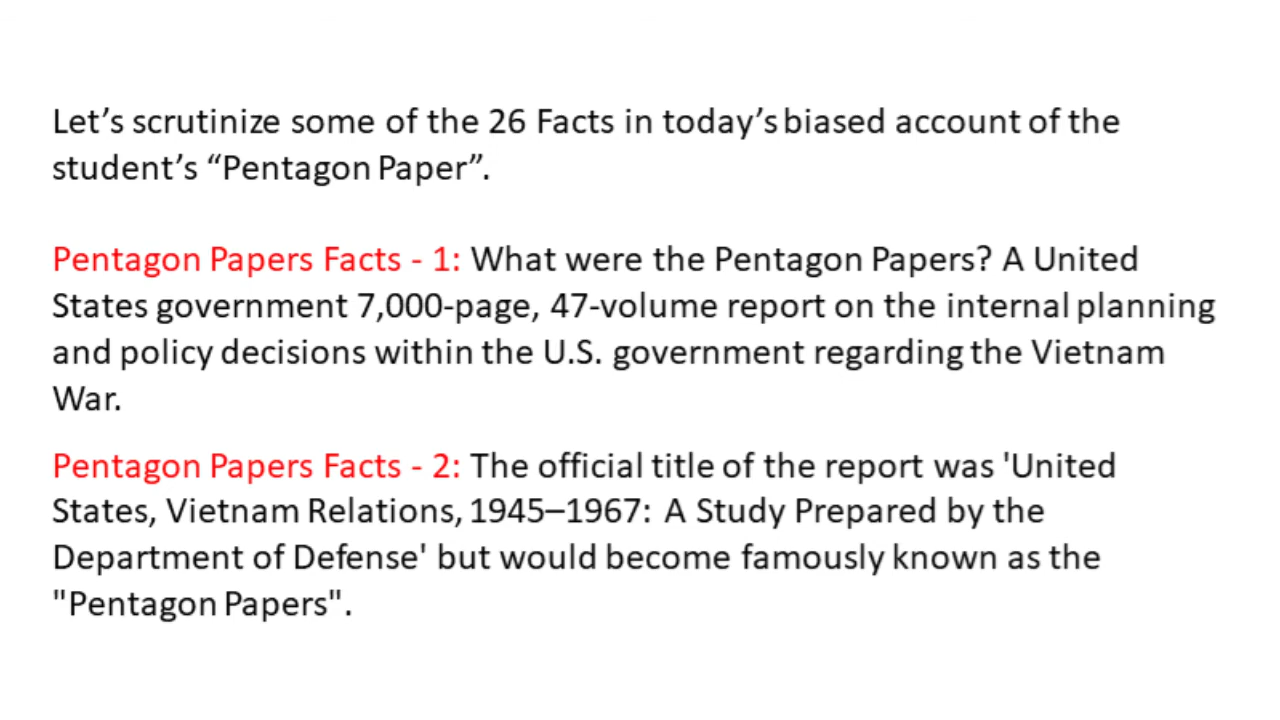 Let’s scrutinize some of the 26 Facts in today’s biased account of the
student’s “Pentagon Paper”.
Pentagon Papers Facts - 1: What were the Pentagon Papers? A United
States government 7,000-page, 47-volume report on the internal planning
and policy decisions within the U.S. government regarding the Vietnam
War.
Pentagon Papers Facts - 2: The official title of the report was 'United
States, Vietnam Relations, 1945–1967: A Study Prepared by the
Department of Defense' but would become famously known as the
"Pentagon Papers".